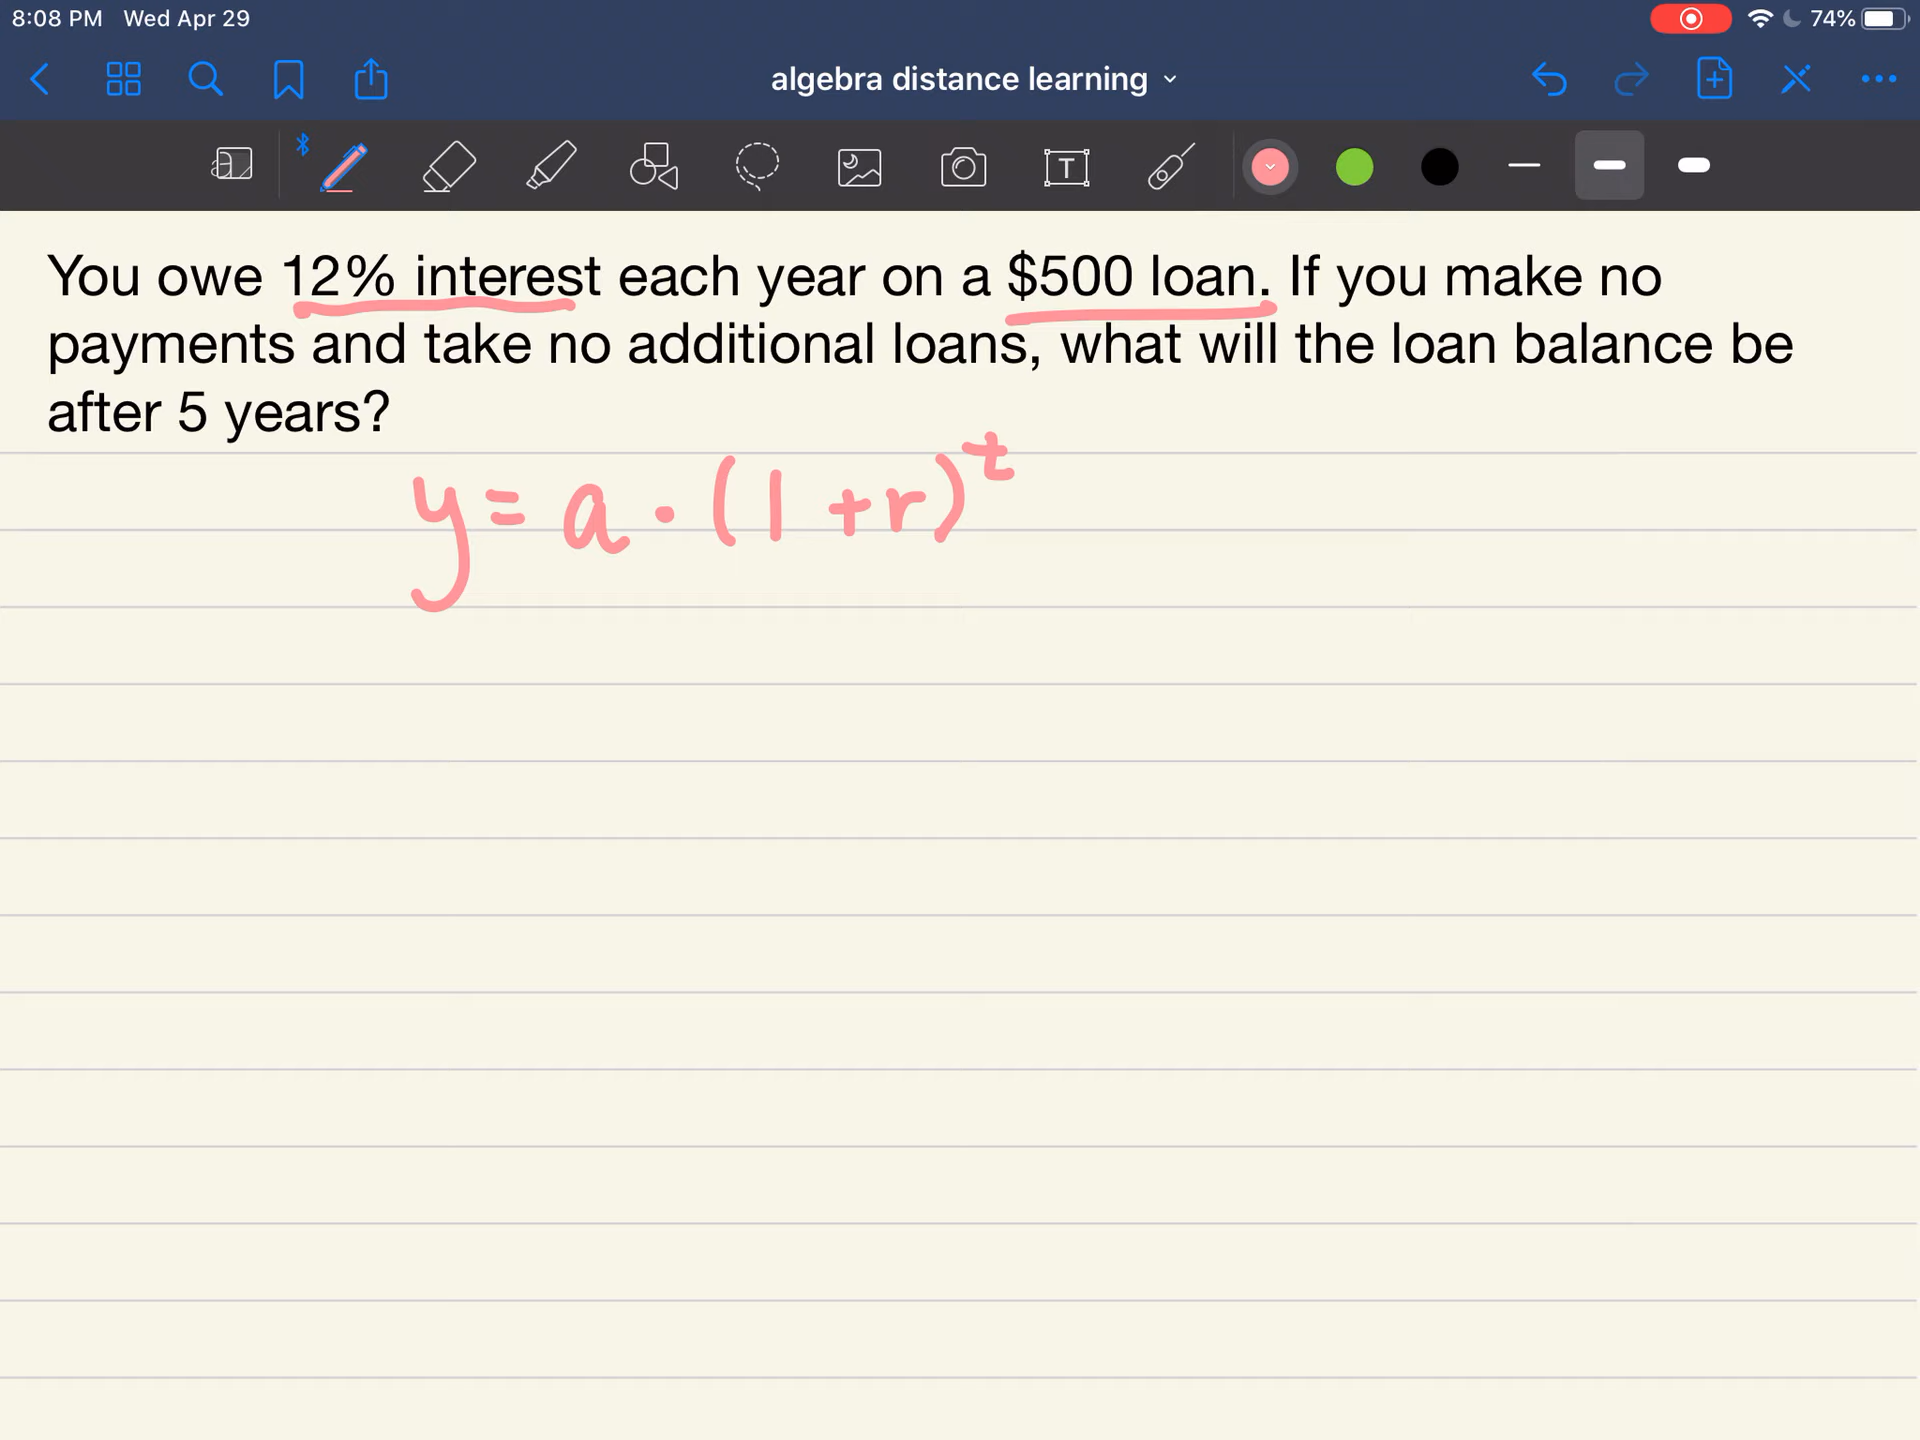 8:08 PM Wed Apr 29 74%
algebra distance learning
T
You owe 12% interest each year on a $500 loan. If you make no
payments and take no additional loans, what will the loan balance be
after 5 years?
y = a · (1 + r)^t